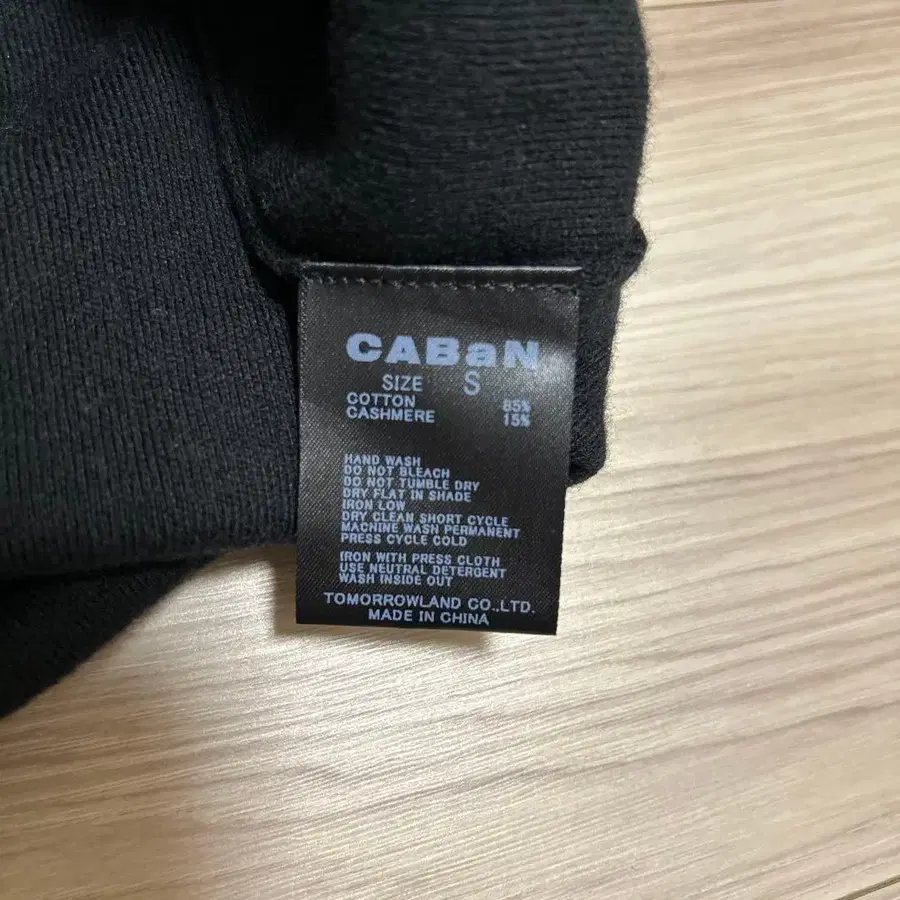 CABaN
SIZE S
COTTON 85%
CASHMERE 15%
HAND WASH
DO NOT BLEACH
DO NOT TUMBLE DRY
DRY FLAT IN SHADE
IRON LOW
DRY CLEAN SHORT CYCLE
MACHINE WASH PERMANENT
PRESS CYCLE COLD
IRON WITH PRESS CLOTH
USE NEUTRAL DETERGENT
WASH INSIDE OUT
TOMORROWLAND CO.,LTD.
MADE IN CHINA